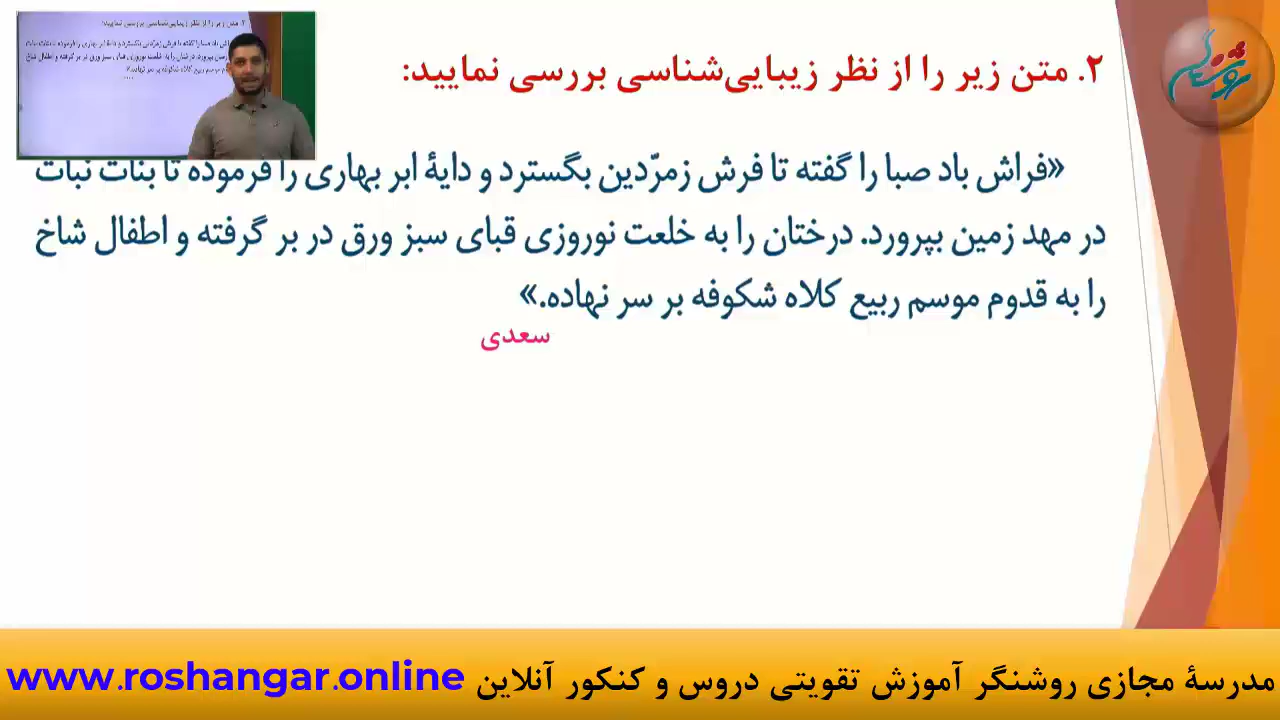 ۲. متن زیر را از نظر زیبایی‌شناسی بررسی نمایید:
«فراش باد صبا را گفته تا فرش زمرّدین بگسترد و دایهٔ ابر بهاری را فرموده تا بنات نبات
در مهد زمین بپرورد. درختان را به خلعت نوروزی قبای سبز ورق در بر گرفته و اطفال شاخ
را به قدوم موسم ربیع کلاه شکوفه بر سر نهاده.»
سعدی
مدرسهٔ مجازی روشنگر آموزش تقویتی دروس و کنکور آنلاین www.roshangar.online